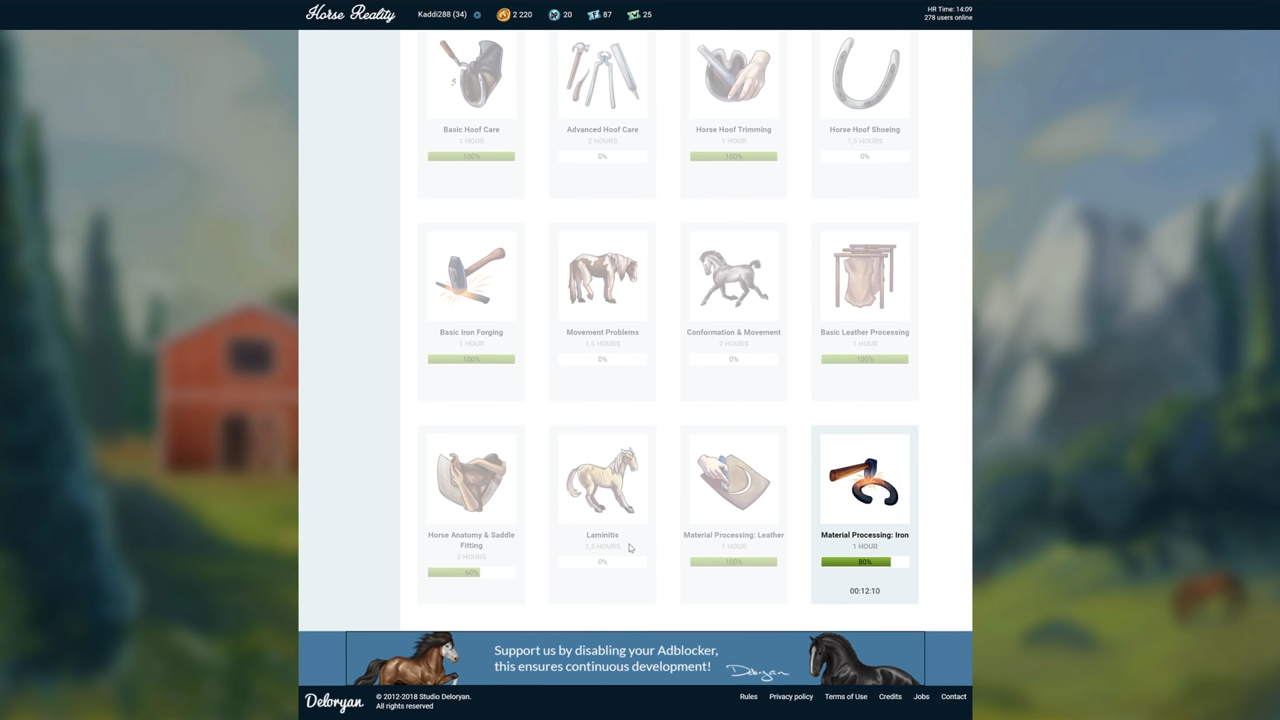 Horse Reality
Kaddi288 (34)
2 220
20
87
25
HR Time: 14:09
278 users online
Basic Hoof Care
1 HOUR
100%
Advanced Hoof Care
2 HOURS
0%
Horse Hoof Trimming
1 HOUR
100%
Horse Hoof Shoeing
1,5 HOURS
0%
Basic Iron Forging
1 HOUR
100%
Movement Problems
1,5 HOURS
0%
Conformation & Movement
2 HOURS
0%
Basic Leather Processing
1 HOUR
100%
Horse Anatomy & Saddle
Fitting
3 HOURS
60%
Laminitis
1,5 HOURS
0%
Material Processing: Leather
1 HOUR
100%
Material Processing: Iron
1 HOUR
80%
00:12:10
Support us by disabling your Adblocker,
this ensures continuous development!
Deloryan
Deloryan
© 2012-2018 Studio Deloryan.
All rights reserved
Rules
Privacy policy
Terms of Use
Credits
Jobs
Contact